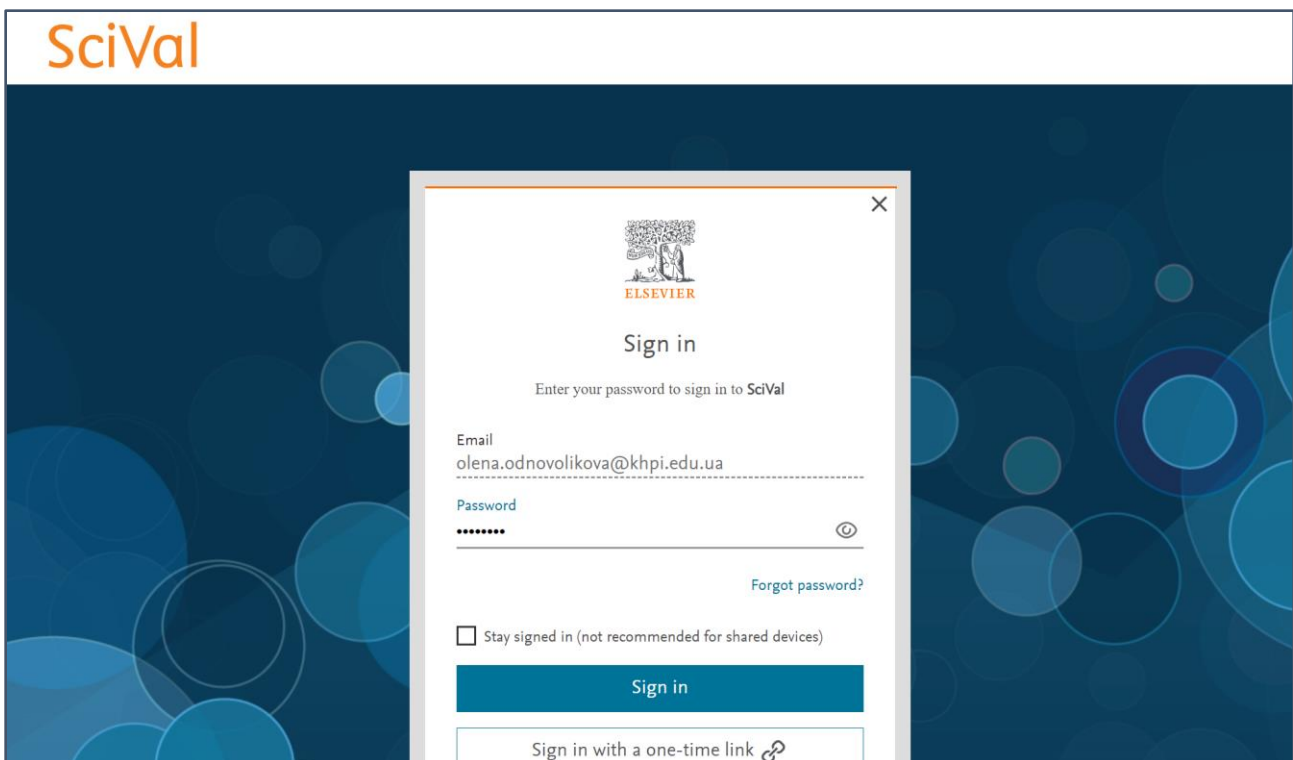 SciVal
ELSEVIER
Sign in
Enter your password to sign in to SciVal
Email
olena.odnovolikova@khpi.edu.ua
Password
••••••••
Forgot password?
Stay signed in (not recommended for shared devices)
Sign in
Sign in with a one-time link